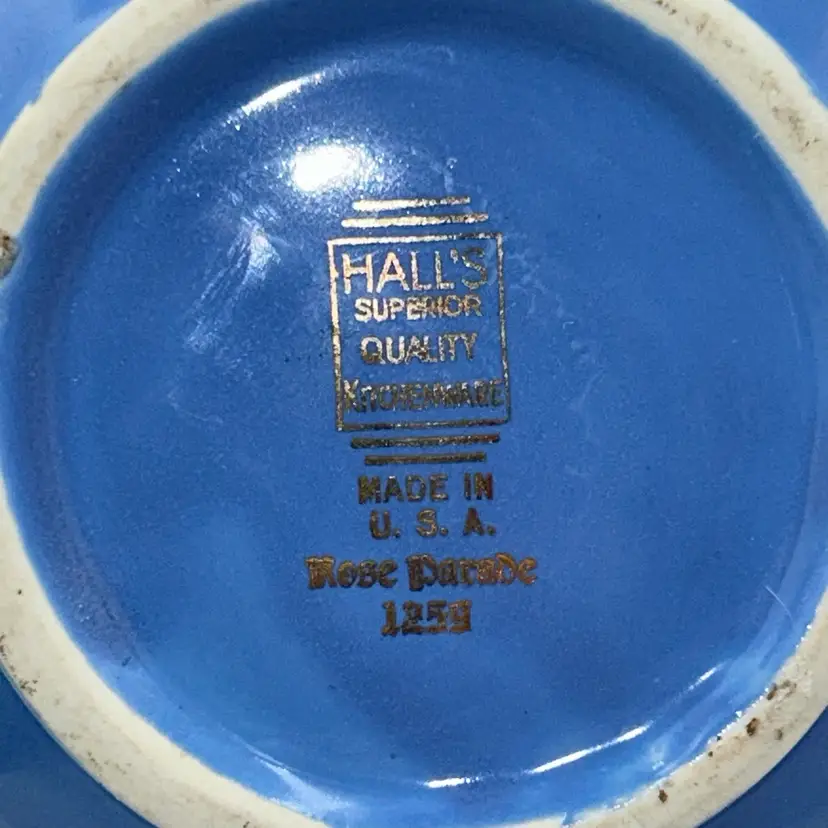 HALL'S
SUPERIOR
QUALITY
KITCHENWARE
MADE IN
U. S. A.
Rose Parade
1259